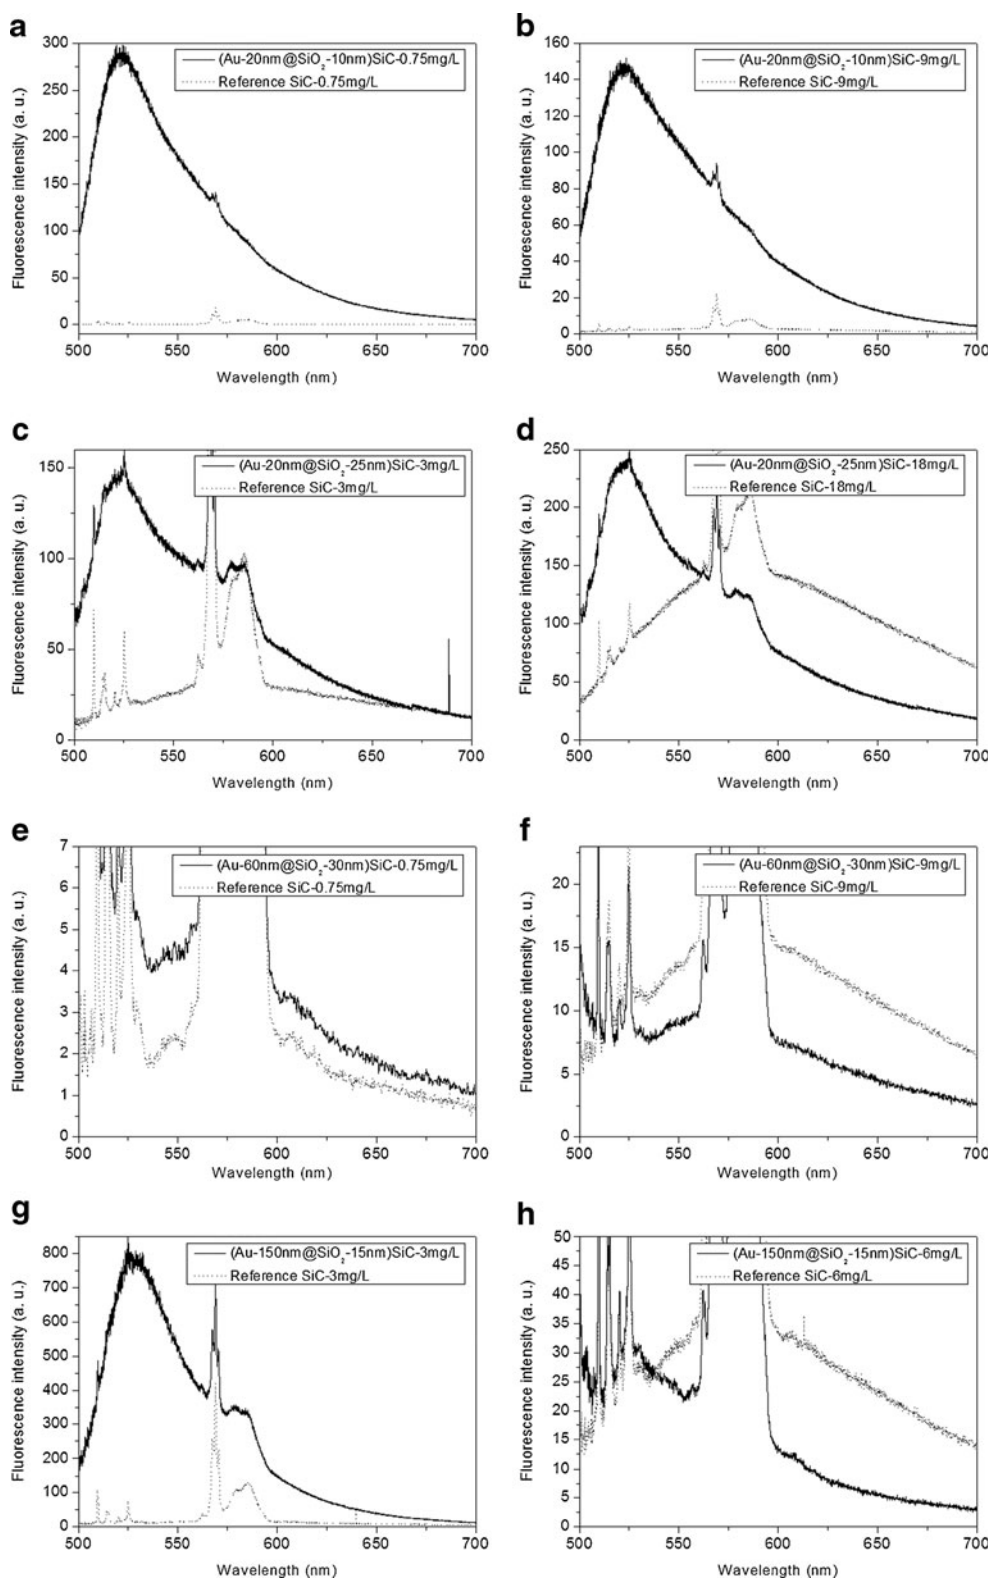 a
300
250
200
150
100
50
0
Fluorescence intensity (a. u.)
(Au-20nm@SiO₂-10nm)SiC-0.75mg/L
Reference SiC-0.75mg/L
500 550 600 650 700
Wavelength (nm)
b
160
140
120
100
80
60
40
20
0
Fluorescence intensity (a. u.)
(Au-20nm@SiO₂-10nm)SiC-9mg/L
Reference SiC-9mg/L
500 550 600 650 700
Wavelength (nm)
c
150
100
50
0
Fluorescence intensity (a. u.)
(Au-20nm@SiO₂-25nm)SiC-3mg/L
Reference SiC-3mg/L
500 550 600 650 700
Wavelength (nm)
d
250
200
150
100
50
0
Fluorescence intensity (a. u.)
(Au-20nm@SiO₂-25nm)SiC-18mg/L
Reference SiC-18mg/L
500 550 600 650 700
Wavelength (nm)
e
7
6
5
4
3
2
1
0
Fluorescence intensity (a. u.)
(Au-60nm@SiO₂-30nm)SiC-0.75mg/L
Reference SiC-0.75mg/L
500 550 600 650 700
Wavelength (nm)
f
20
15
10
5
0
Fluorescence intensity (a. u.)
(Au-60nm@SiO₂-30nm)SiC-9mg/L
Reference SiC-9mg/L
500 550 600 650 700
Wavelength (nm)
g
800
700
600
500
400
300
200
100
0
Fluorescence intensity (a. u.)
(Au-150nm@SiO₂-15nm)SiC-3mg/L
Reference SiC-3mg/L
500 550 600 650 700
Wavelength (nm)
h
50
45
40
35
30
25
20
15
10
5
0
Fluorescence intensity (a. u.)
(Au-150nm@SiO₂-15nm)SiC-6mg/L
Reference SiC-6mg/L
500 550 600 650 700
Wavelength (nm)